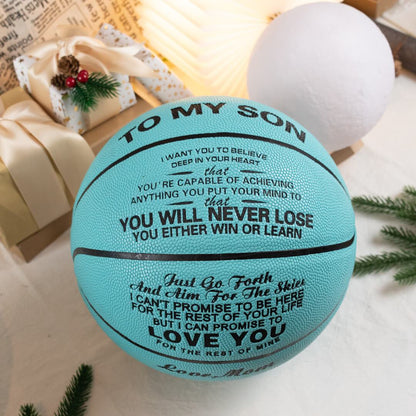 TO MY SON
I WANT YOU TO BELIEVE
DEEP IN YOUR HEART
that
YOU'RE CAPABLE OF ACHIEVING
ANYTHING YOU PUT YOUR MIND TO
that
YOU WILL NEVER LOSE
YOU EITHER WIN OR LEARN
Just Go Forth
And Aim For The Skies
I CAN'T PROMISE TO BE HERE
FOR THE REST OF YOUR LIFE
BUT I CAN PROMISE TO
LOVE YOU
FOR THE REST OF MINE
Love, Mom